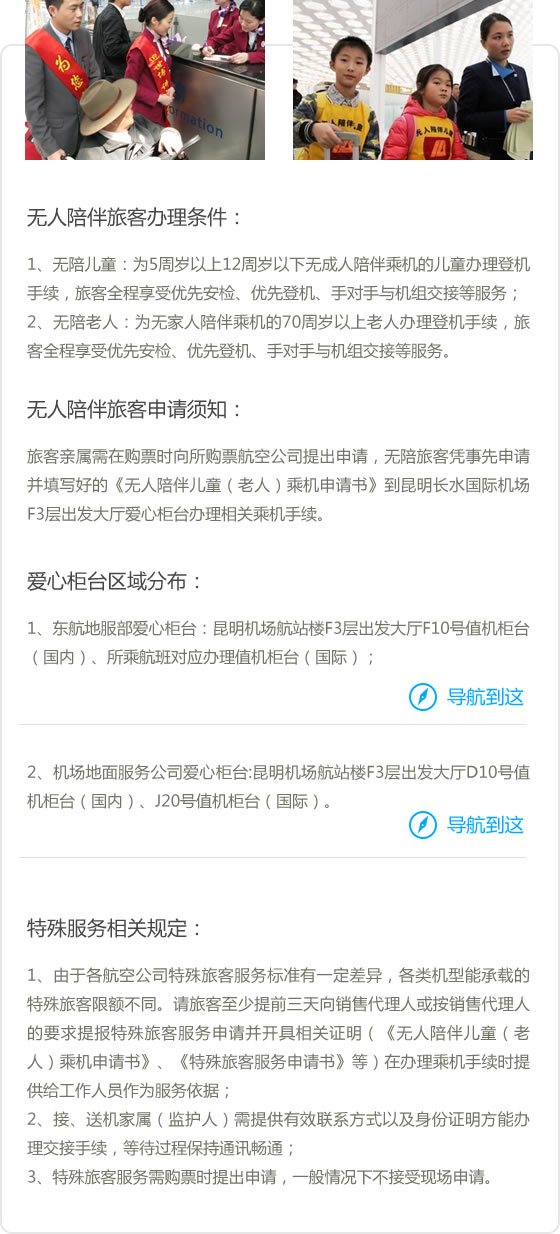 为您
Information
无人陪伴儿童
无人陪伴儿
无人陪伴旅客办理条件：
1、无陪儿童：为5周岁以上12周岁以下无成人陪伴乘机的儿童办理登机
手续，旅客全程享受优先安检、优先登机、手对手与机组交接等服务；
2、无陪老人：为无家人陪伴乘机的70周岁以上老人办理登机手续，旅
客全程享受优先安检、优先登机、手对手与机组交接等服务。
无人陪伴旅客申请须知：
旅客亲属需在购票时向所购票航空公司提出申请，无陪旅客凭事先申请
并填写好的《无人陪伴儿童（老人）乘机申请书》到昆明长水国际机场
F3层出发大厅爱心柜台办理相关乘机手续。
爱心柜台区域分布：
1、东航地服部爱心柜台：昆明机场航站楼F3层出发大厅F10号值机柜台
（国内）、所乘航班对应办理值机柜台（国际）；
导航到这
2、机场地面服务公司爱心柜台:昆明机场航站楼F3层出发大厅D10号值
机柜台（国内）、J20号值机柜台（国际）。
导航到这
特殊服务相关规定：
1、由于各航空公司特殊旅客服务标准有一定差异，各类机型能承载的
特殊旅客限额不同。请旅客至少提前三天向销售代理人或按销售代理人
的要求提报特殊旅客服务申请并开具相关证明（《无人陪伴儿童（老
人）乘机申请书》、《特殊旅客服务申请书》等）在办理乘机手续时提
供给工作人员作为服务依据；
2、接、送机家属（监护人）需提供有效联系方式以及身份证明方能办
理交接手续，等待过程保持通讯畅通；
3、特殊旅客服务需购票时提出申请，一般情况下不接受现场申请。